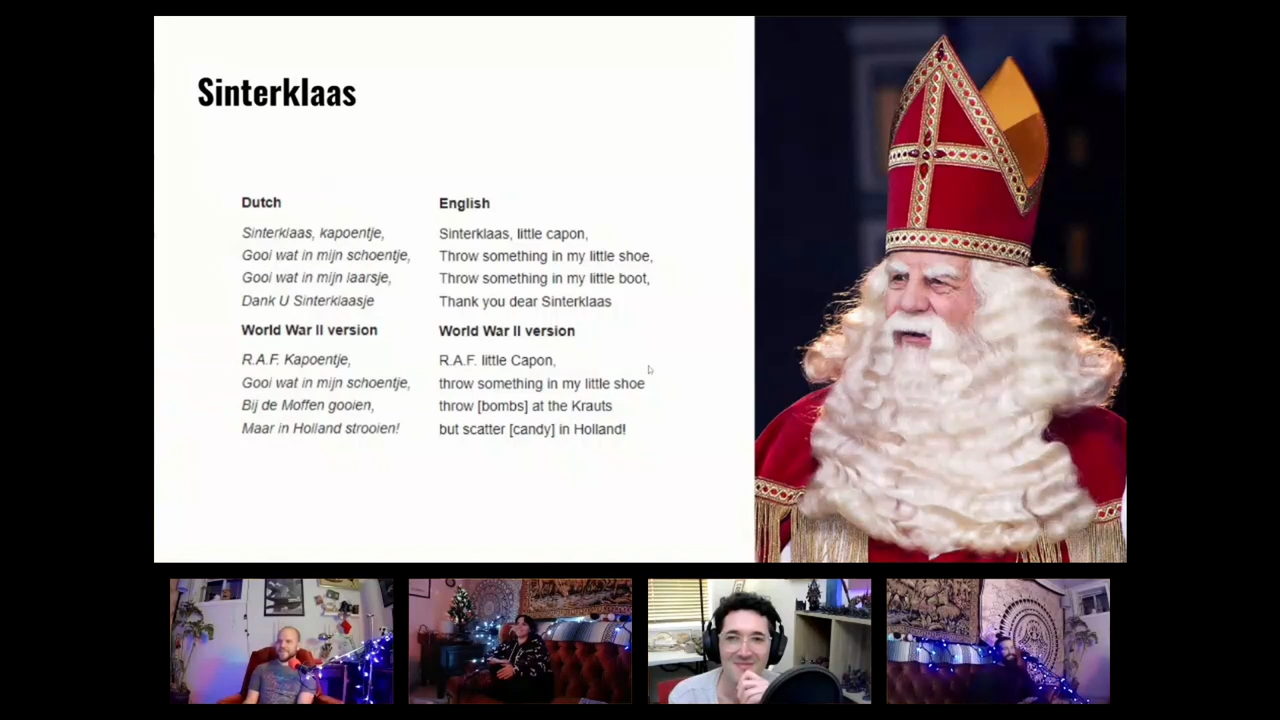 Sinterklaas
Dutch
Sinterklaas, kapoentje,
Gooi wat in mijn schoentje,
Gooi wat in mijn laarsje,
Dank U Sinterklaasje
World War II version
R.A.F. Kapoentje,
Gooi wat in mijn schoentje,
Bij de Moffen gooien,
Maar in Holland strooien!
English
Sinterklaas, little capon,
Throw something in my little shoe,
Throw something in my little boot,
Thank you dear Sinterklaas
World War II version
R.A.F. little Capon,
throw something in my little shoe
throw [bombs] at the Krauts
but scatter [candy] in Holland!